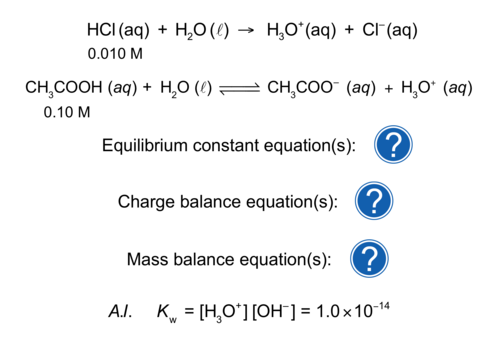 HCl (aq) + H₂O (ℓ) → H₃O⁺ (aq) + Cl⁻ (aq)
0.010 M
CH₃COOH (aq) + H₂O (ℓ) ⇌ CH₃COO⁻ (aq) + H₃O⁺ (aq)
0.10 M
Equilibrium constant equation(s): ?
Charge balance equation(s): ?
Mass balance equation(s): ?
A.I. K_w = [H₃O⁺] [OH⁻] = 1.0 × 10⁻¹⁴